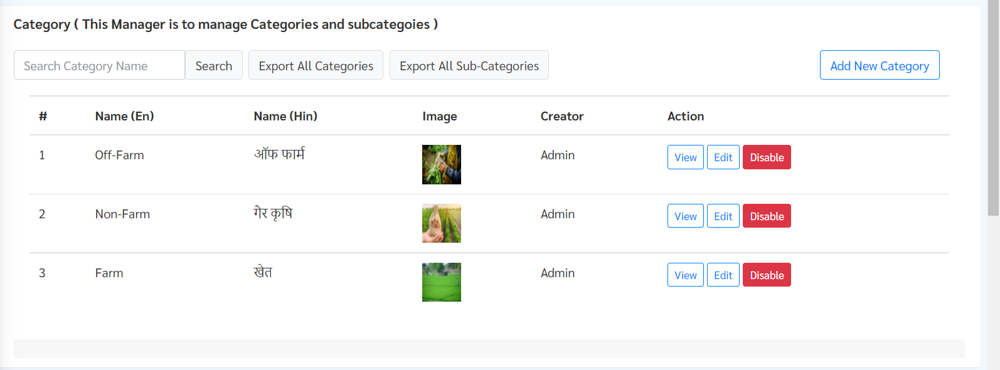 Category ( This Manager is to manage Categories and subcategoies )
Search Category Name Search Export All Categories Export All Sub-Categories Add New Category
# Name (En) Name (Hin) Image Creator Action
1 Off-Farm ऑफ फार्म Admin View Edit Disable
2 Non-Farm गैर कृषि Admin View Edit Disable
3 Farm खेत Admin View Edit Disable